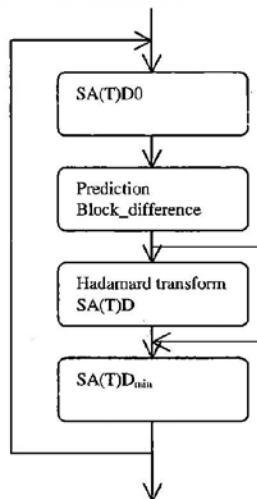 SA(T)D0
Prediction
Block_difference
Hadamard transform
SA(T)D
SA(T)Dmin